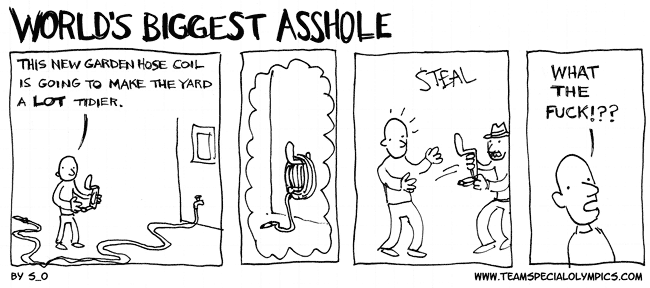 WORLD'S BIGGEST ASSHOLE
THIS NEW GARDEN HOSE COIL
IS GOING TO MAKE THE YARD
A LOT TIDIER.
STEAL
WHAT
THE
FUCK!??
BY S_O
WWW.TEAMSPECIALOLYMPICS.COM